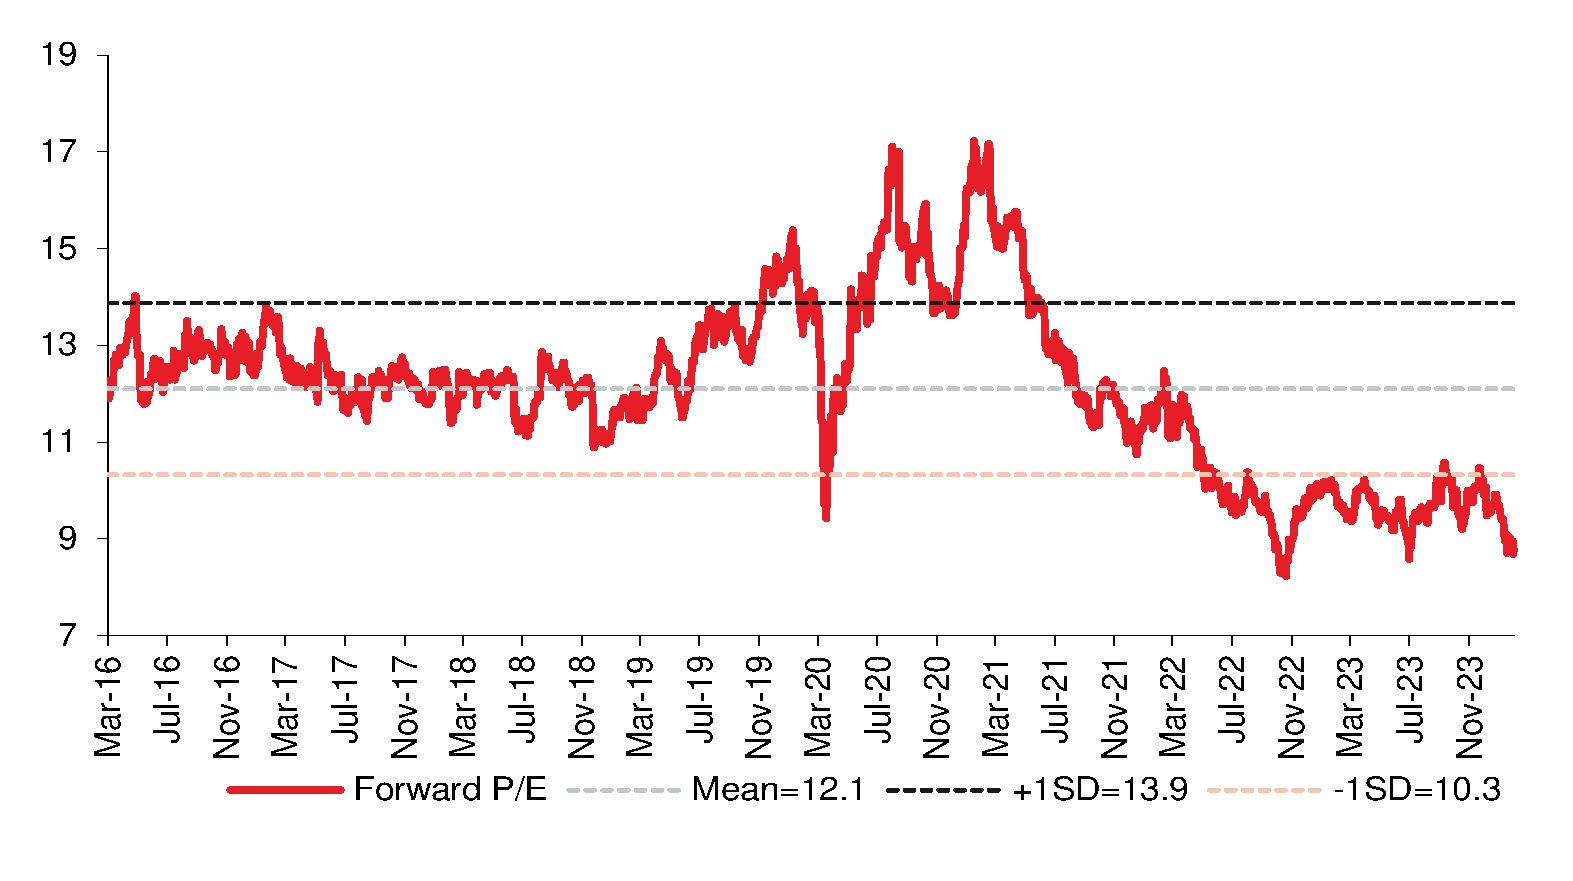 19
17
15
13
11
9
7
Mar-16
Jul-16
Nov-16
Mar-17
Jul-17
Nov-17
Mar-18
Jul-18
Nov-18
Mar-19
Jul-19
Nov-19
Mar-20
Jul-20
Nov-20
Mar-21
Jul-21
Nov-21
Mar-22
Jul-22
Nov-22
Mar-23
Jul-23
Nov-23
Forward P/E Mean=12.1 +1SD=13.9 -1SD=10.3